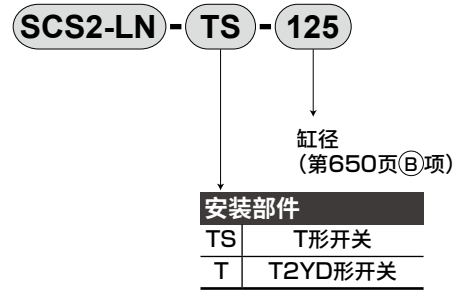 SCS2-LN-TS-125
缸径
（第650页Ⓑ项）
安装部件
TS T形开关
T T2YD形开关